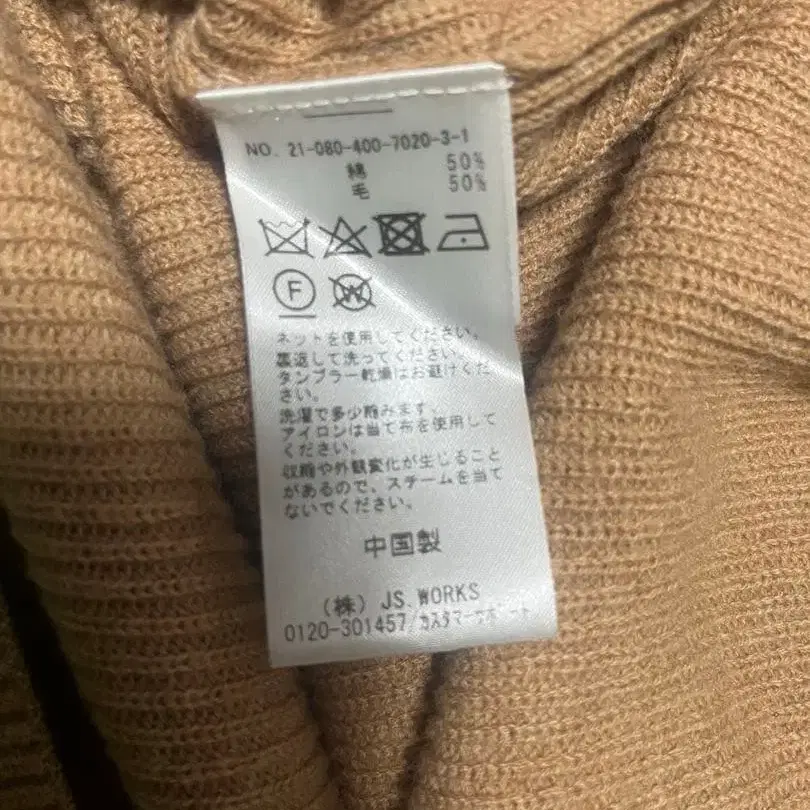 NO. 21-080-400-7020-3-1
綿 50%
毛 50%
F
W
ネットを使用してください。
裏返して洗ってください。
タンブラー乾燥はお避けくだ
さい。
洗濯で多少縮みます。
アイロンは当て布を使用して
ください。
収縮や外観変化が生じること
があるので、スチームを当て
ないでください。
中国製
(株) JS.WORKS
0120-301457/カスタマーサポート